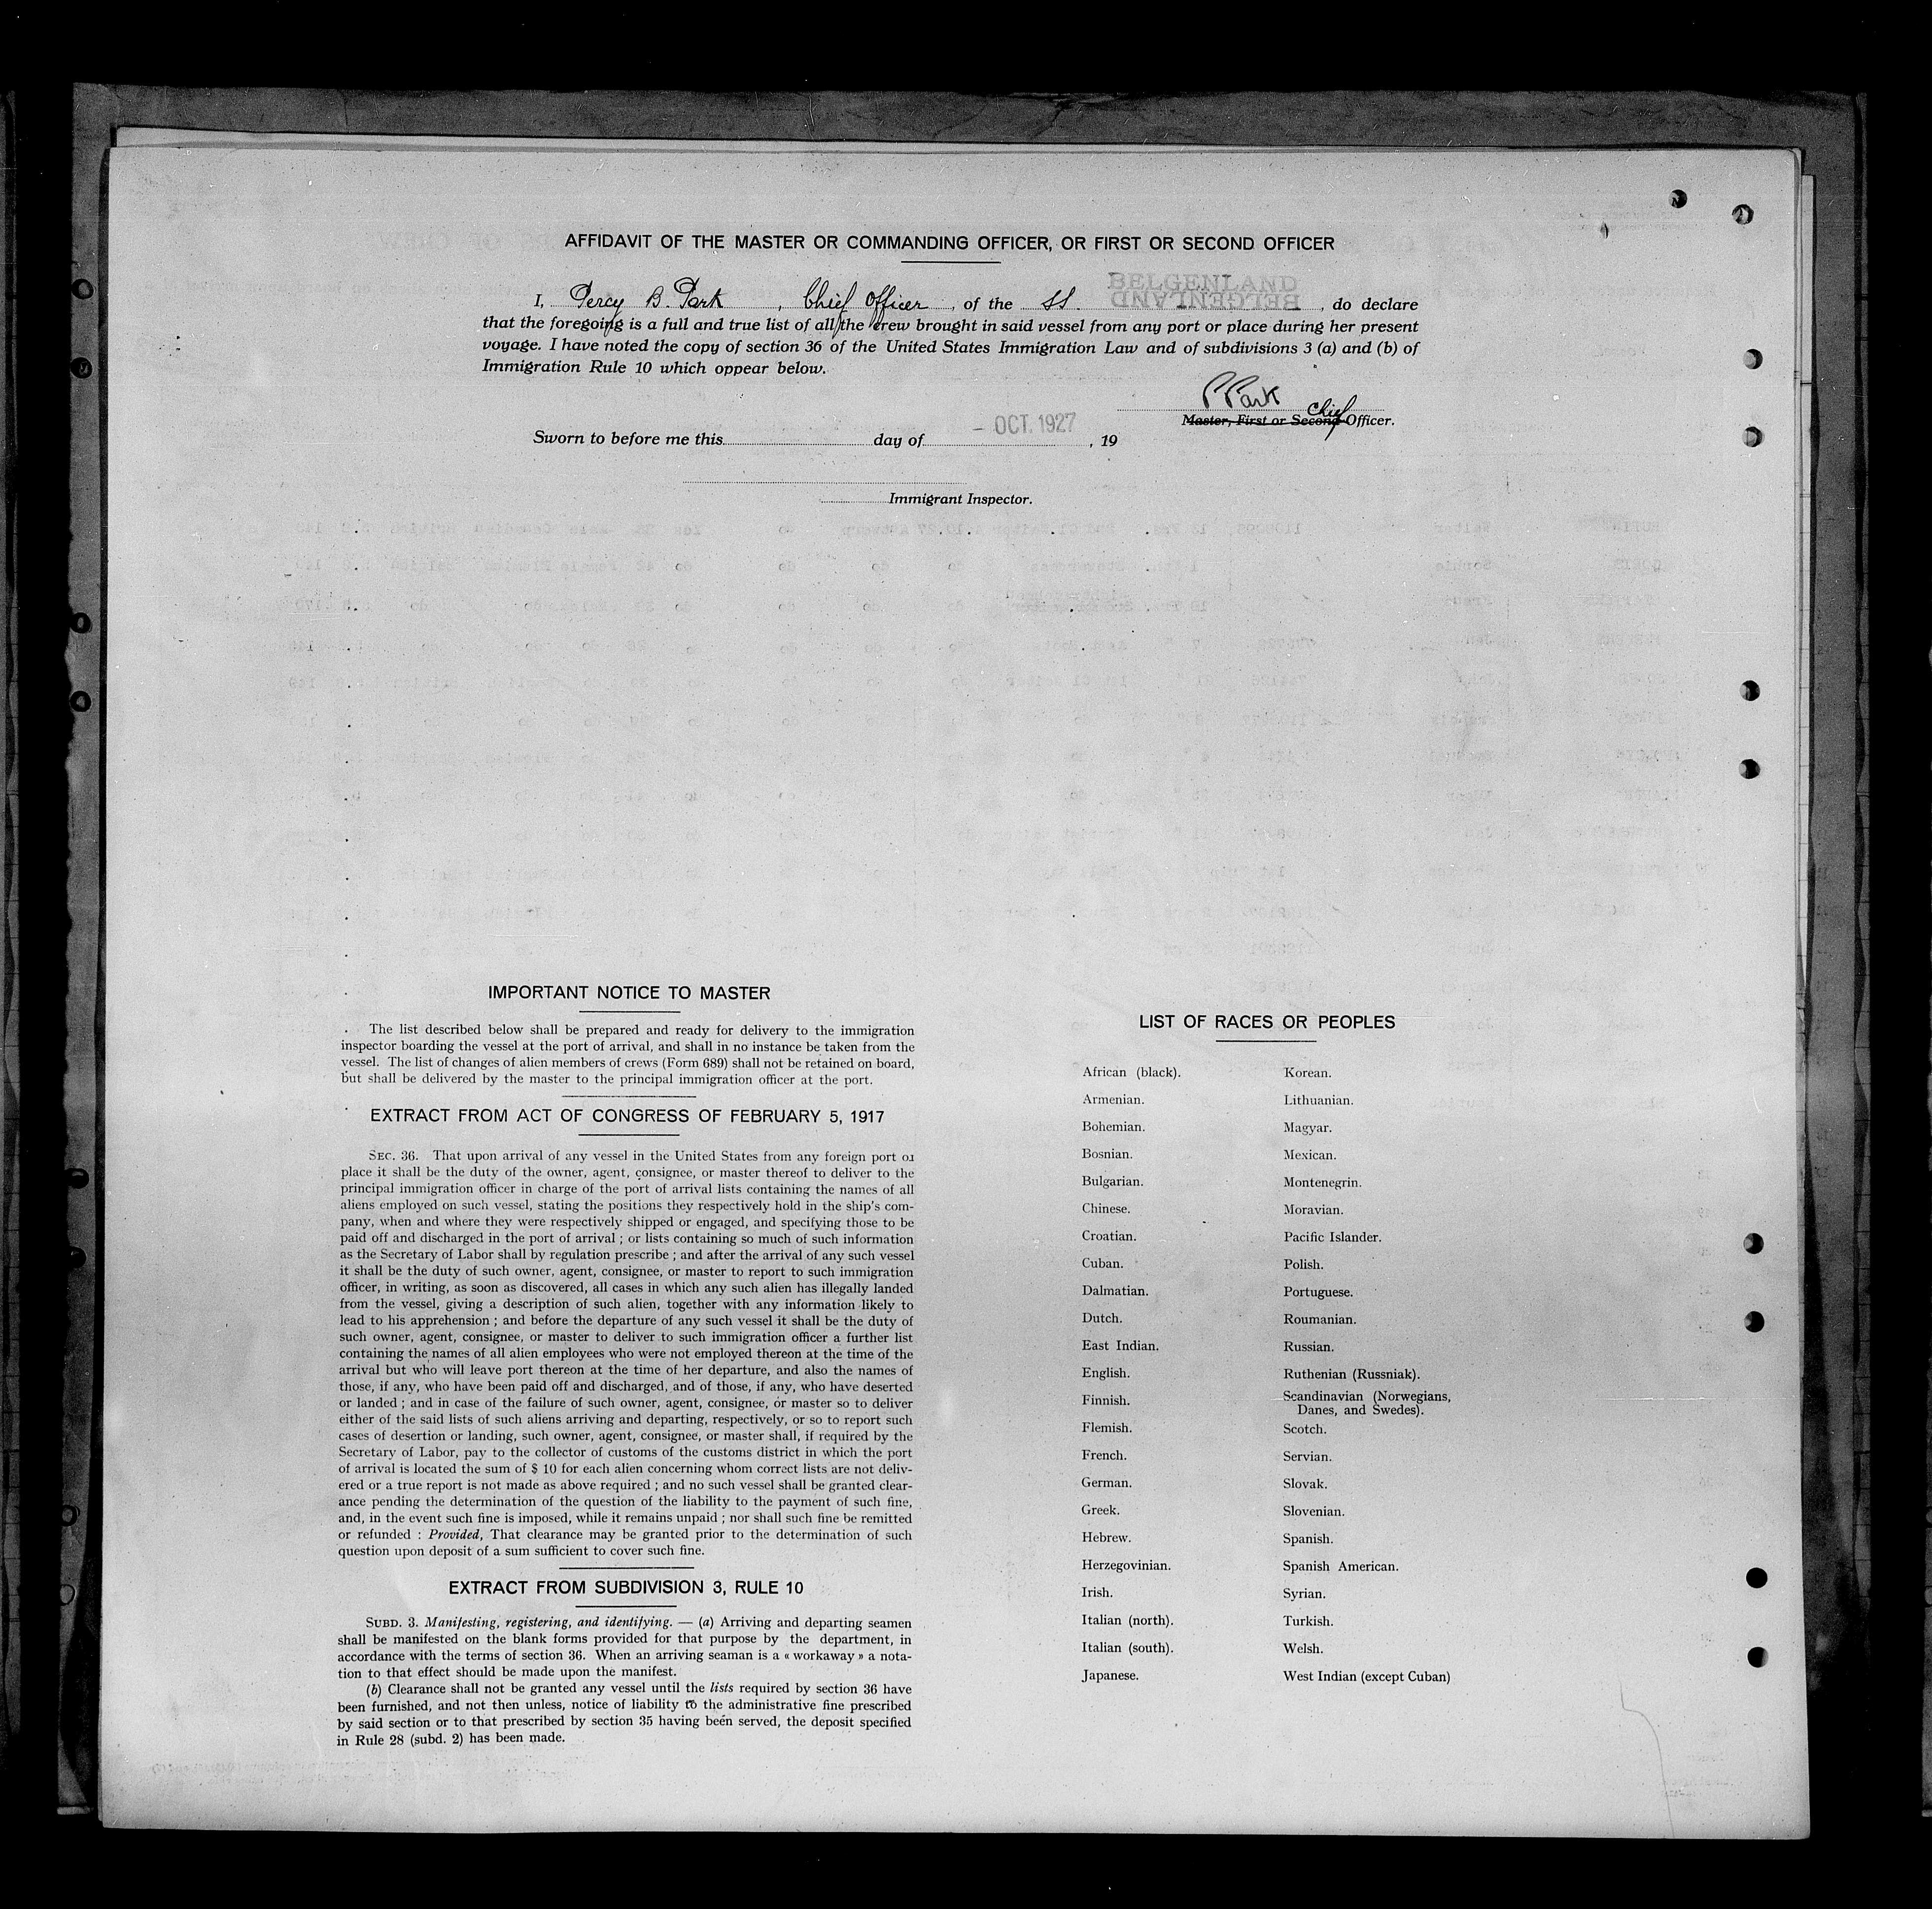 AFFIDAVIT OF THE MASTER OR COMMANDING OFFICER, OR FIRST OR SECOND OFFICER
BELGENLAND
I, Percy B. Park, Chief Officer, of the SS. BELGENLAND, do declare
that the foregoing is a full and true list of all the crew brought in said vessel from any port or place during her present
voyage. I have noted the copy of section 36 of the United States Immigration Law and of subdivisions 3 (a) and (b) of
Immigration Rule 10 which oppear below.
P Park
Chief
Master, First or Second Officer.
- OCT. 1927
Sworn to before me this day of , 19
Immigrant Inspector.
IMPORTANT NOTICE TO MASTER
The list described below shall be prepared and ready for delivery to the immigration
inspector boarding the vessel at the port of arrival, and shall in no instance be taken from the
vessel. The list of changes of alien members of crews (Form 689) shall not be retained on board,
but shall be delivered by the master to the principal immigration officer at the port.
EXTRACT FROM ACT OF CONGRESS OF FEBRUARY 5, 1917
SEC. 36. That upon arrival of any vessel in the United States from any foreign port or
place it shall be the duty of the owner, agent, consignee, or master thereof to deliver to the
principal immigration officer in charge of the port of arrival lists containing the names of all
aliens employed on such vessel, stating the positions they respectively hold in the ship's com-
pany, when and where they were respectively shipped or engaged, and specifying those to be
paid off and discharged in the port of arrival ; or lists containing so much of such information
as the Secretary of Labor shall by regulation prescribe ; and after the arrival of any such vessel
it shall be the duty of such owner, agent, consignee, or master to report to such immigration
officer, in writing, as soon as discovered, all cases in which any such alien has illegally landed
from the vessel, giving a description of such alien, together with any information likely to
lead to his apprehension ; and before the departure of any such vessel it shall be the duty of
such owner, agent, consignee, or master to deliver to such immigration officer a further list
containing the names of all alien employees who were not employed thereon at the time of the
arrival but who will leave port thereon at the time of her departure, and also the names of
those, if any, who have been paid off and discharged, and of those, if any, who have deserted
or landed ; and in case of the failure of such owner, agent, consignee, or master so to deliver
either of the said lists of such aliens arriving and departing, respectively, or so to report such
cases of desertion or landing, such owner, agent, consignee, or master shall, if required by the
Secretary of Labor, pay to the collector of customs of the customs district in which the port
of arrival is located the sum of $ 10 for each alien concerning whom correct lists are not deliv-
ered or a true report is not made as above required ; and no such vessel shall be granted clear-
ance pending the determination of the question of the liability to the payment of such fine,
and, in the event such fine is imposed, while it remains unpaid ; nor shall such fine be remitted
or refunded : Provided, That clearance may be granted prior to the determination of such
question upon deposit of a sum sufficient to cover such fine.
EXTRACT FROM SUBDIVISION 3, RULE 10
SUBD. 3. Manifesting, registering, and identifying. — (a) Arriving and departing seamen
shall be manifested on the blank forms provided for that purpose by the department, in
accordance with the terms of section 36. When an arriving seaman is a « workaway » a nota-
tion to that effect should be made upon the manifest.
(b) Clearance shall not be granted any vessel until the lists required by section 36 have
been furnished, and not then unless, notice of liability to the administrative fine prescribed
by said section or to that prescribed by section 35 having been served, the deposit specified
in Rule 28 (subd. 2) has been made.
LIST OF RACES OR PEOPLES
African (black).
Armenian.
Bohemian.
Bosnian.
Bulgarian.
Chinese.
Croatian.
Cuban.
Dalmatian.
Dutch.
East Indian.
English.
Finnish.
Flemish.
French.
German.
Greek.
Hebrew.
Herzegovinian.
Irish.
Italian (north).
Italian (south).
Japanese.
Korean.
Lithuanian.
Magyar.
Mexican.
Montenegrin.
Moravian.
Pacific Islander.
Polish.
Portuguese.
Roumanian.
Russian.
Ruthenian (Russniak).
Scandinavian (Norwegians,
Danes, and Swedes).
Scotch.
Servian.
Slovak.
Slovenian.
Spanish.
Spanish American.
Syrian.
Turkish.
Welsh.
West Indian (except Cuban)